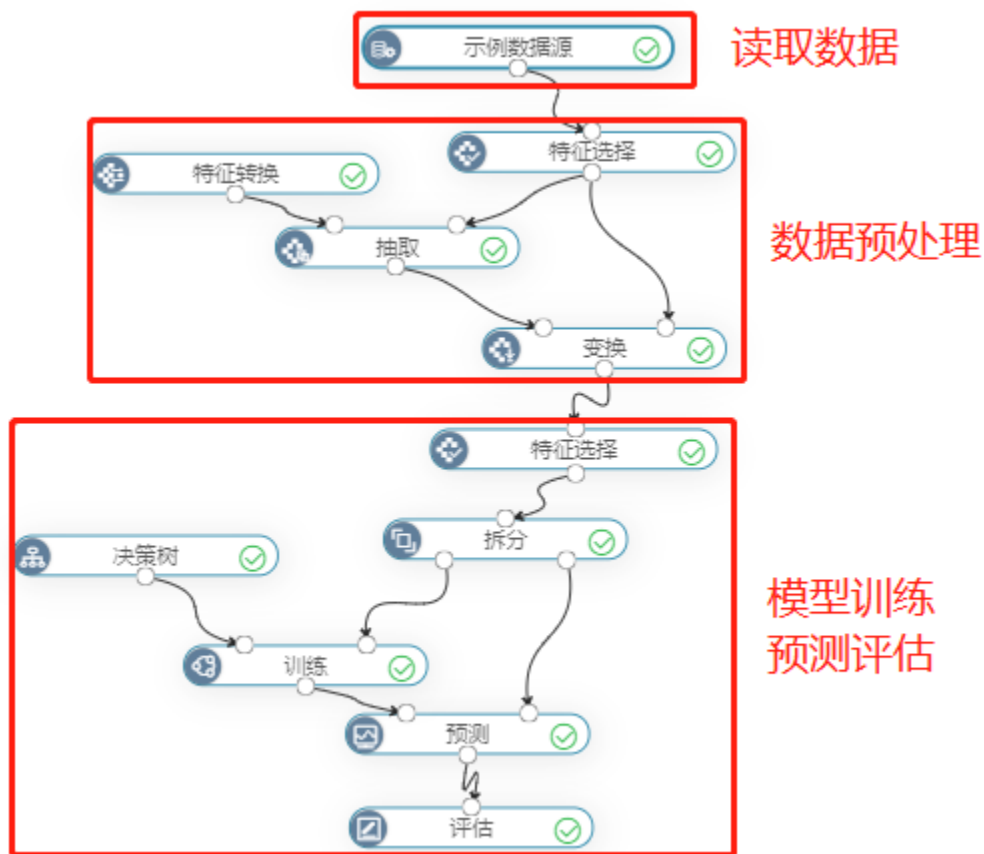 示例数据源
读取数据
特征选择
特征转换
抽取
数据预处理
变换
特征选择
拆分
决策树
模型训练
预测评估
训练
预测
评估